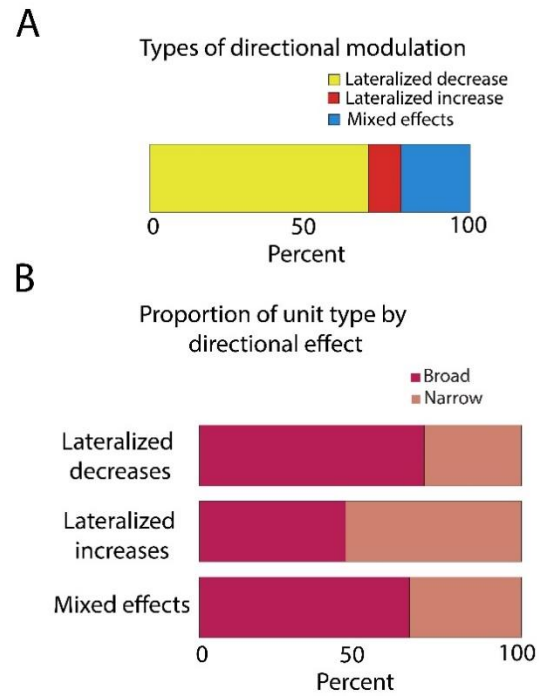 A
Types of directional modulation
Lateralized decrease
Lateralized increase
Mixed effects
0 50 100
Percent
B
Proportion of unit type by
directional effect
Broad
Narrow
Lateralized
decreases
Lateralized
increases
Mixed effects
0 50 100
Percent